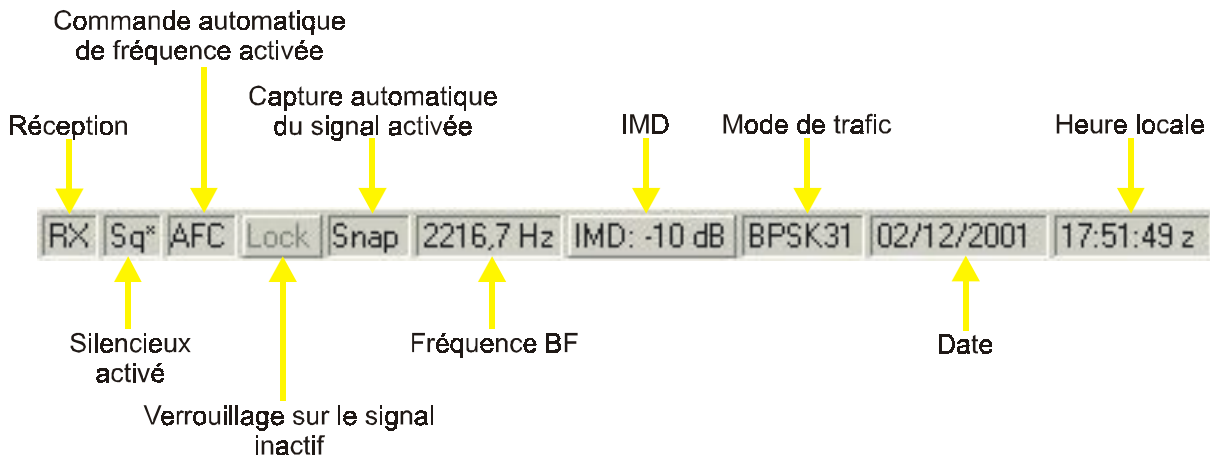 Commande automatique
de fréquence activée
Capture automatique
du signal activée
Réception
IMD
Mode de trafic
Heure locale
RX Sq* AFC Lock Snap 2216,7 Hz IMD: -10 dB BPSK31 02/12/2001 17:51:49 z
Silencieux
activé
Fréquence BF
Date
Verrouillage sur le signal
inactif